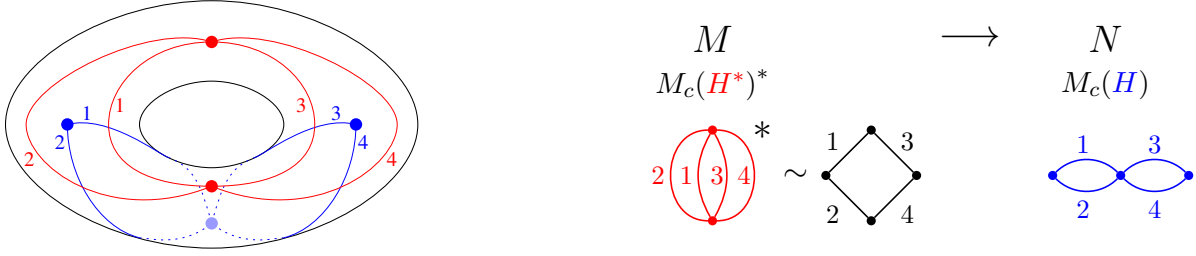 1 3 1 3
2 4
2 4
M ⟶ N
M_c(H*)* M_c(H)
*
1 3 1 3
2 1 3 4 ∼
2 4 2 4